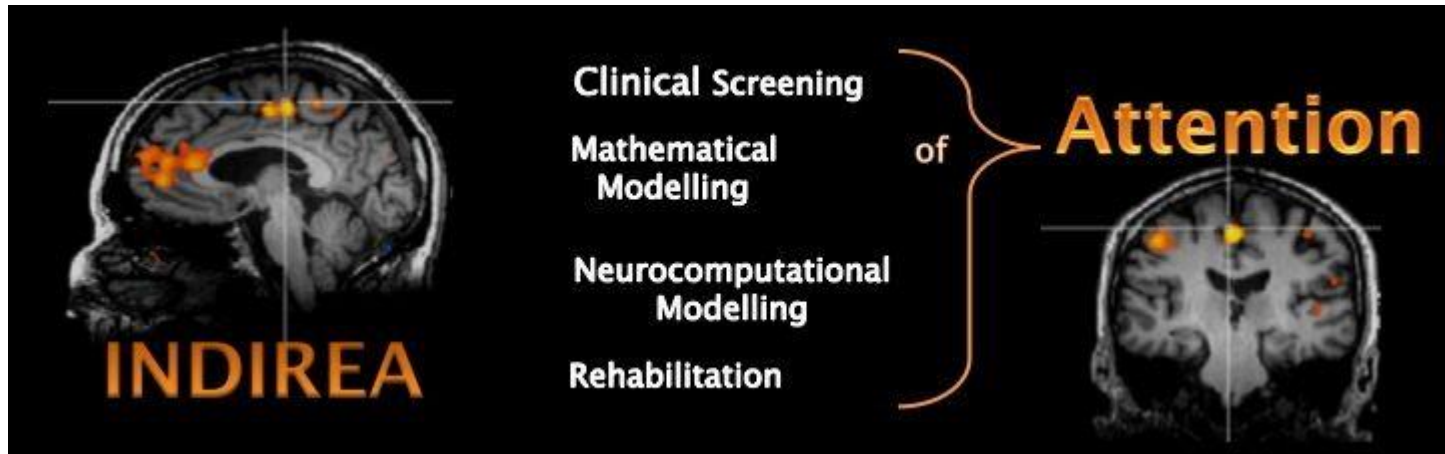 INDIREA
Clinical Screening
Mathematical
Modelling
Neurocomputational
Modelling
Rehabilitation
of
Attention